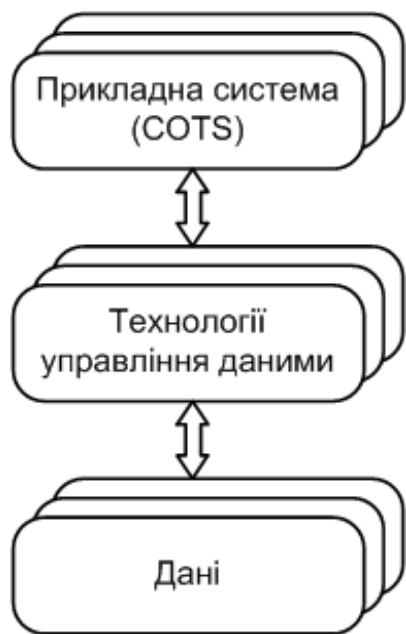 Прикладна система
(COTS)
Технології
управління даними
Дані